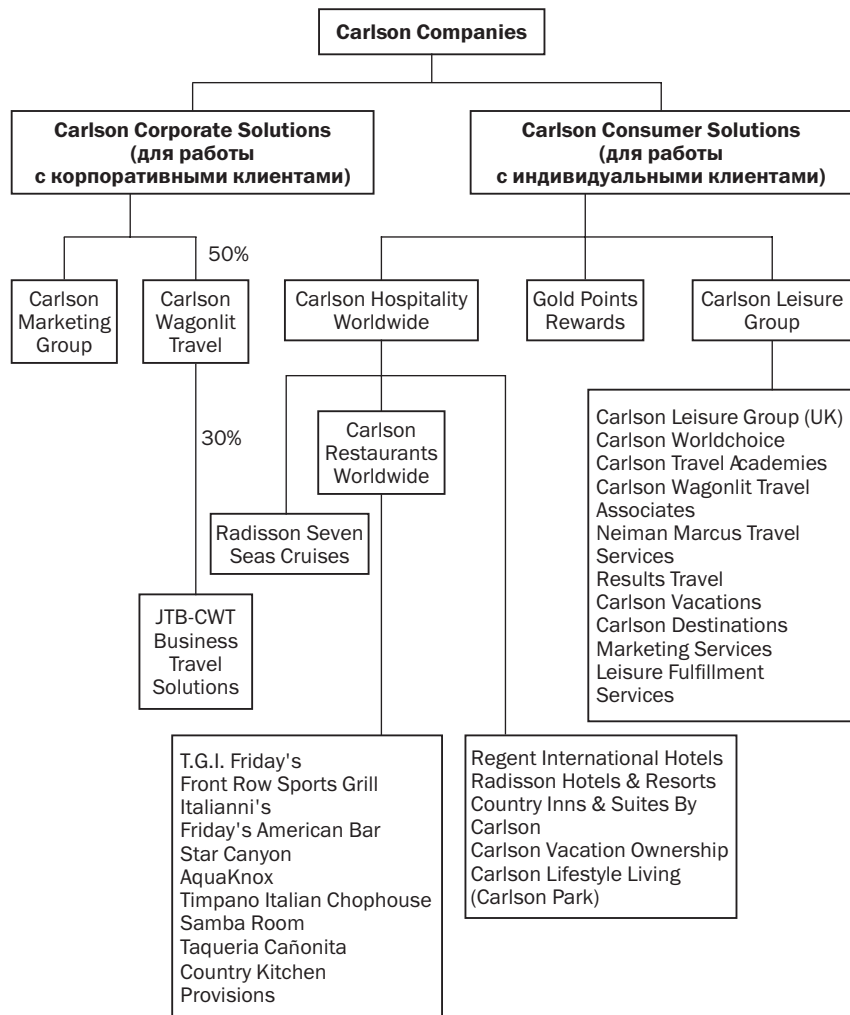 Carlson Companies
Carlson Corporate Solutions
(для работы
с корпоративными клиентами)
Carlson Consumer Solutions
(для работы
с индивидуальными клиентами)
50%
Carlson
Marketing
Group
Carlson
Wagonlit
Travel
Carlson Hospitality
Worldwide
Gold Points
Rewards
Carlson Leisure
Group
30%
Carlson
Restaurants
Worldwide
Radisson Seven
Seas Cruises
Carlson Leisure Group (UK)
Carlson Worldchoice
Carlson Travel Academies
Carlson Wagonlit Travel
Associates
Neiman Marcus Travel
Services
Results Travel
Carlson Vacations
Carlson Destinations
Marketing Services
Leisure Fulfillment
Services
JTB-CWT
Business
Travel
Solutions
T.G.I. Friday's
Front Row Sports Grill
Italianni's
Friday's American Bar
Star Canyon
AquaKnox
Timpano Italian Chophouse
Samba Room
Taqueria Cañonita
Country Kitchen
Provisions
Regent International Hotels
Radisson Hotels & Resorts
Country Inns & Suites By
Carlson
Carlson Vacation Ownership
Carlson Lifestyle Living
(Carlson Park)